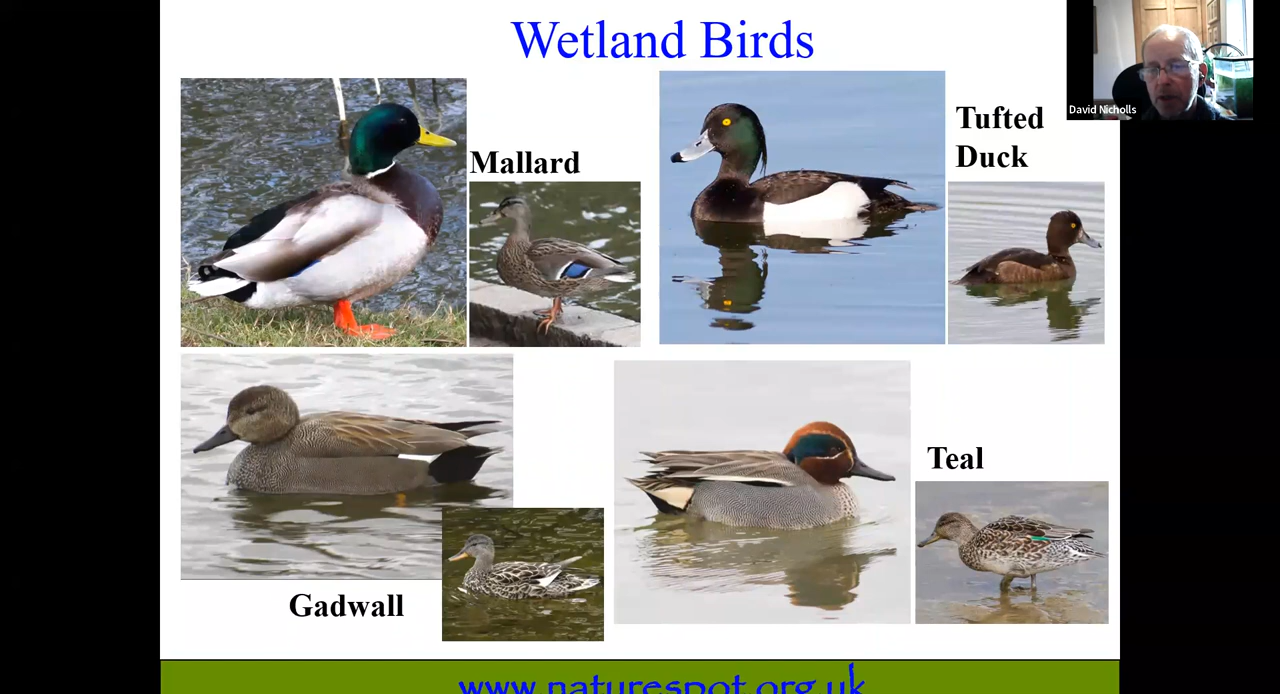 Wetland Birds
David Nicholls
Mallard
Tufted
Duck
Gadwall
Teal
www.naturespot.org.uk